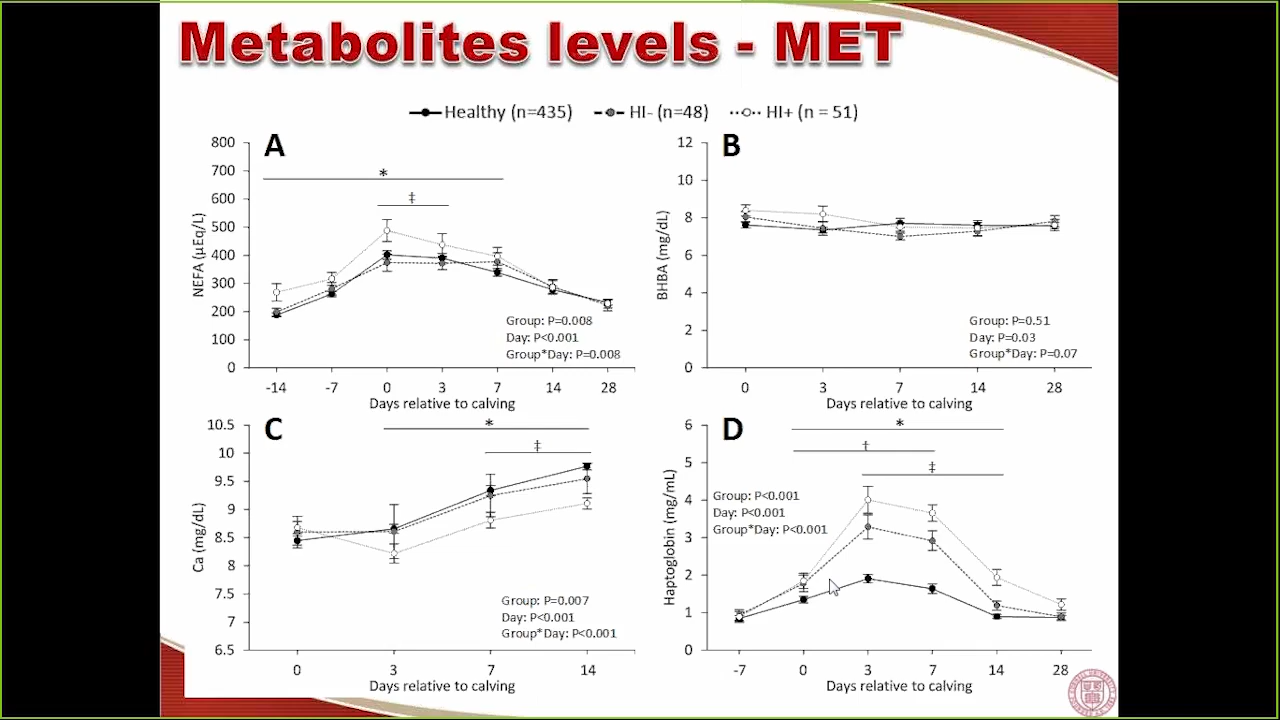 Metabolites levels - MET
Healthy (n=435) HI- (n=48) HI+ (n = 51)
A
800
700
600
500
400
300
200
100
0
NEFA (µEq/L)
*
‡
Group: P=0.008
Day: P<0.001
Group*Day: P=0.008
-14 -7 0 3 7 14 28
Days relative to calving
B
12
10
8
6
4
2
0
BHBA (mg/dL)
Group: P=0.51
Day: P=0.03
Group*Day: P=0.07
0 3 7 14 28
Days relative to calving
C
10.5
10
9.5
9
8.5
8
7.5
7
6.5
Ca (mg/dL)
*
‡
Group: P=0.007
Day: P<0.001
Group*Day: P<0.001
0 3 7 14
Days relative to calving
D
6
5
4
3
2
1
0
Haptoglobin (mg/mL)
*
†
‡
Group: P<0.001
Day: P<0.001
Group*Day: P<0.001
-7 0 3 7 14 28
Days relative to calving